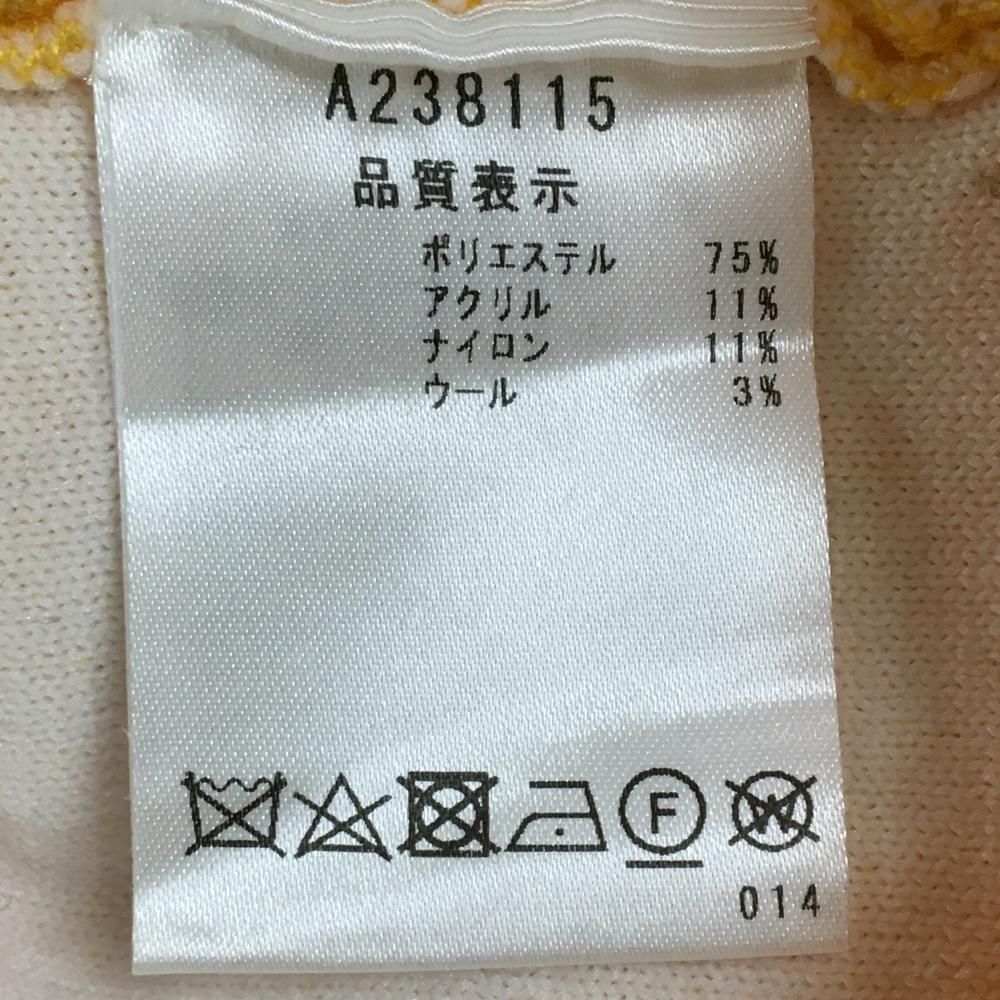 A238115
品質表示
ポリエステル 75%
アクリル 11%
ナイロン 11%
ウール 3%
F W
014